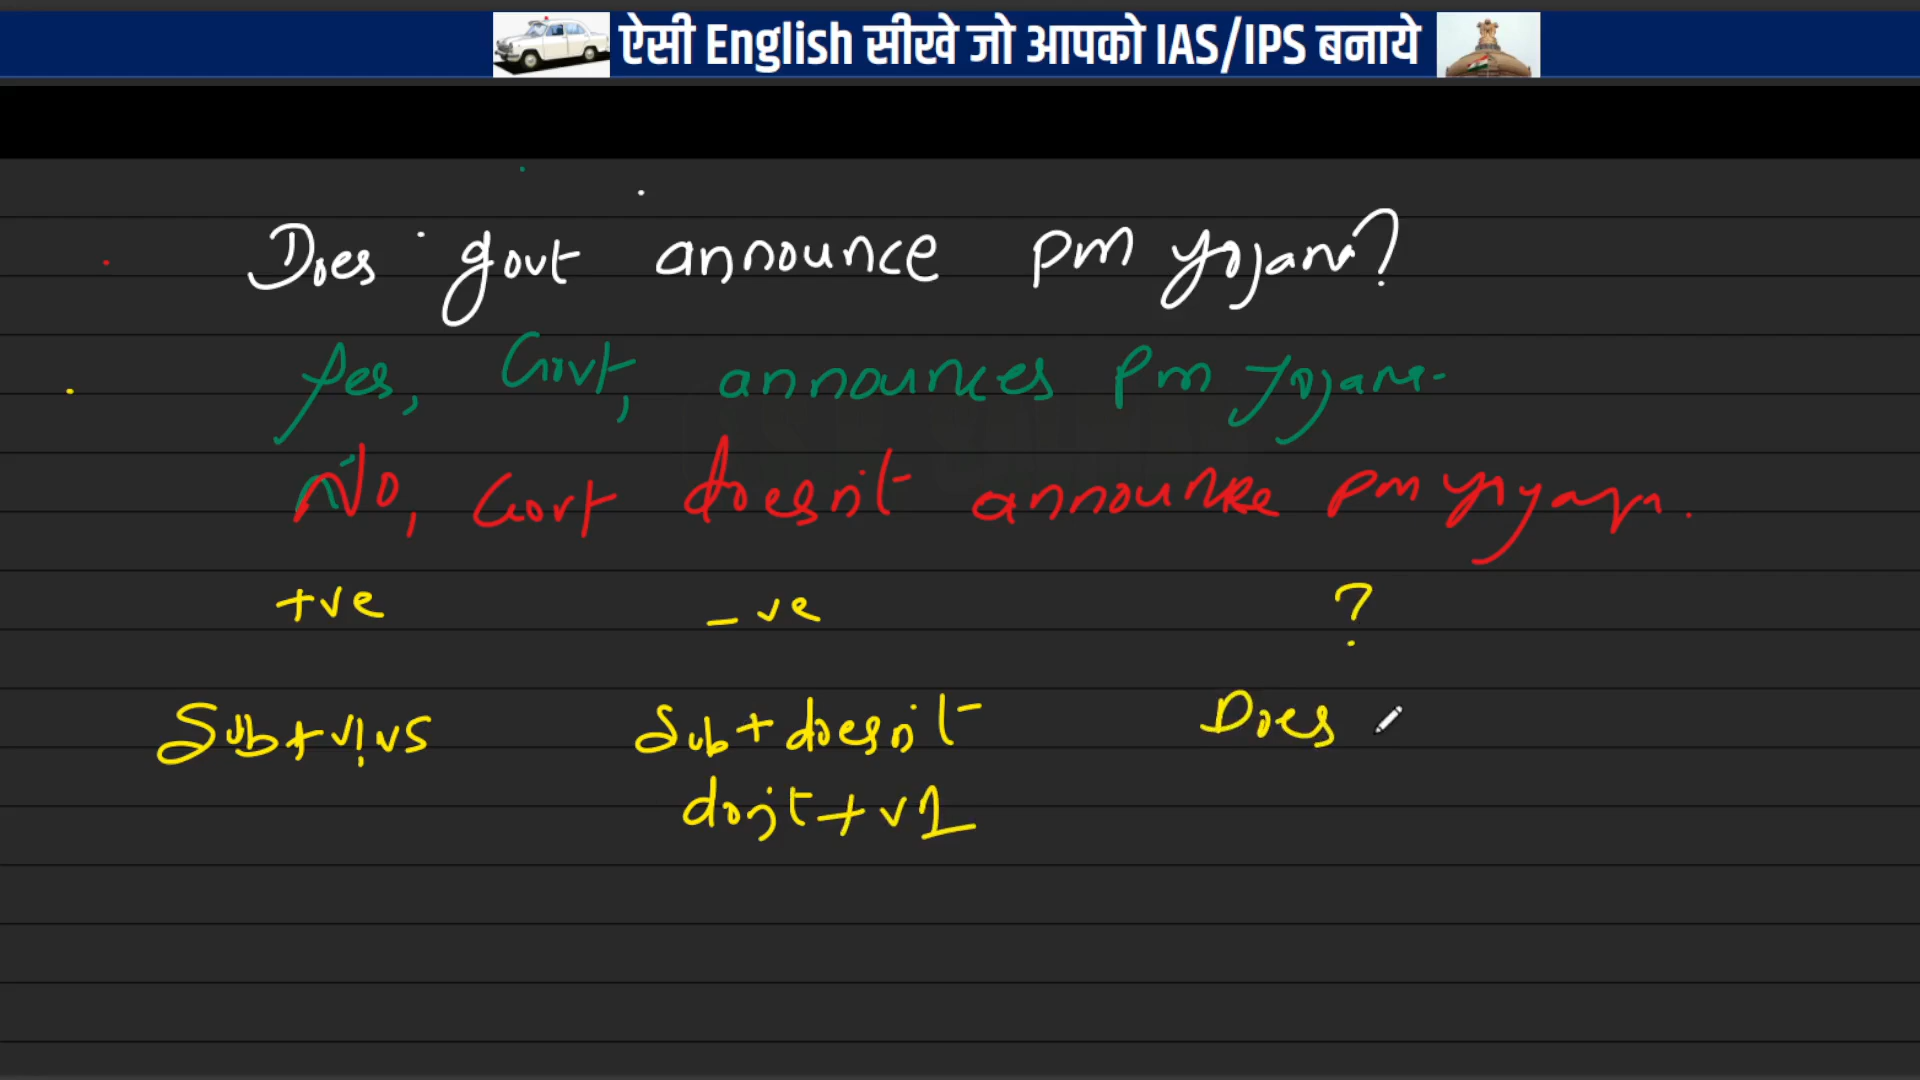 ऐसी English सीखे जो आपको IAS/IPS बनाये
Does govt announce pm yojana?
Yes, Govt, announces pm yojana.
No, Govt doesn't announce pm yojana.
+ve -ve ?
Sub+v1vs Sub+doesn't Does
don't+v1